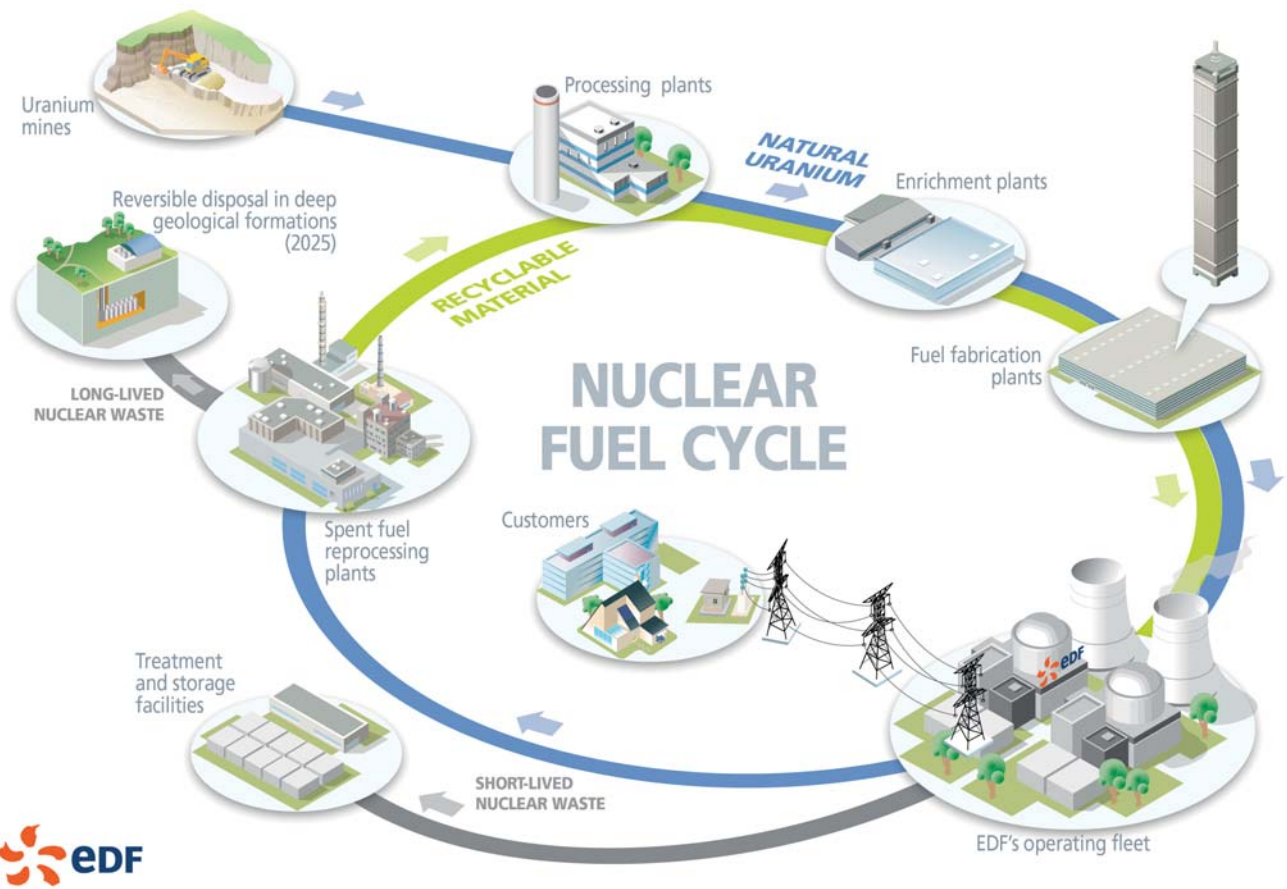 Uranium
mines
Processing plants
NATURAL
URANIUM
Enrichment plants
Reversible disposal in deep
geological formations
(2025)
RECYCLABLE
MATERIAL
Fuel fabrication
plants
LONG-LIVED
NUCLEAR WASTE
NUCLEAR
FUEL CYCLE
Spent fuel
reprocessing
plants
Customers
eDF
Treatment
and storage
facilities
SHORT-LIVED
NUCLEAR WASTE
EDF's operating fleet
eDF